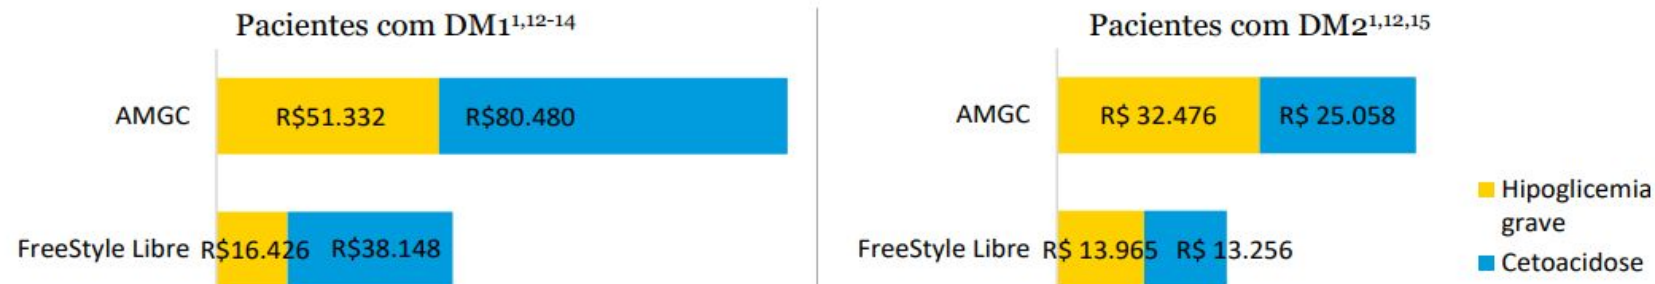 Pacientes com DM1¹,¹²⁻¹⁴
AMGC R$51.332 R$80.480
FreeStyle Libre R$16.426 R$38.148
Pacientes com DM2¹,¹²,¹⁵
AMGC R$ 32.476 R$ 25.058
FreeStyle Libre R$ 13.965 R$ 13.256
Hipoglicemia
grave
Cetoacidose